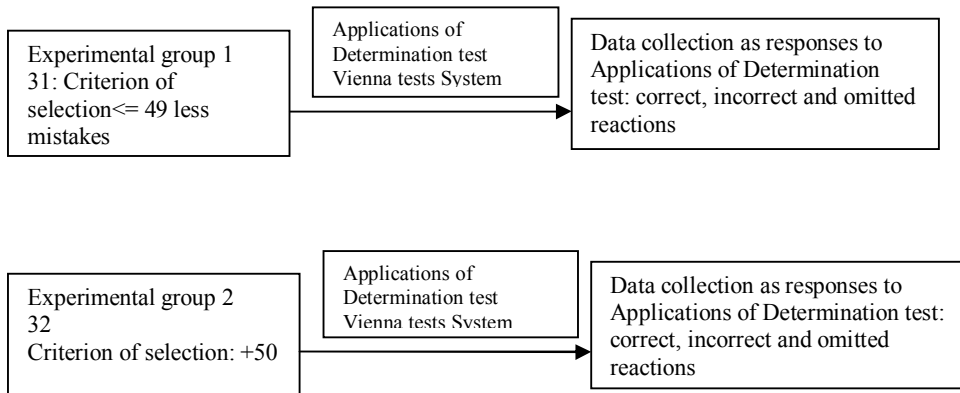 Experimental group 1
31: Criterion of
selection<= 49 less
mistakes
Applications of
Determination test
Vienna tests System
Data collection as responses to
Applications of Determination
test: correct, incorrect and omitted
reactions
Experimental group 2
32
Criterion of selection: +50
Applications of
Determination test
Vienna tests System
Data collection as responses to
Applications of Determination test:
correct, incorrect and omitted
reactions